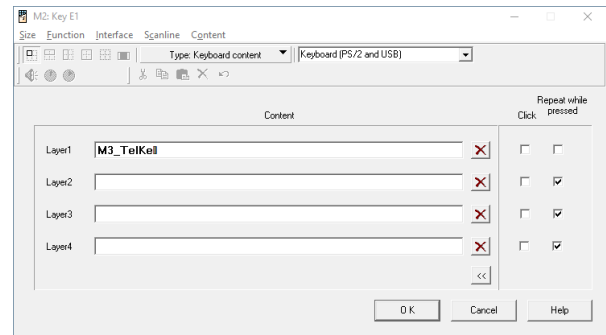 M2: Key E1
Size Function Interface Scanline Content
Type: Keyboard content Keyboard (PS/2 and USB)
Content Click Repeat while
pressed
Layer1 M3_TelKe
Layer2
Layer3
Layer4
<<
OK Cancel Help